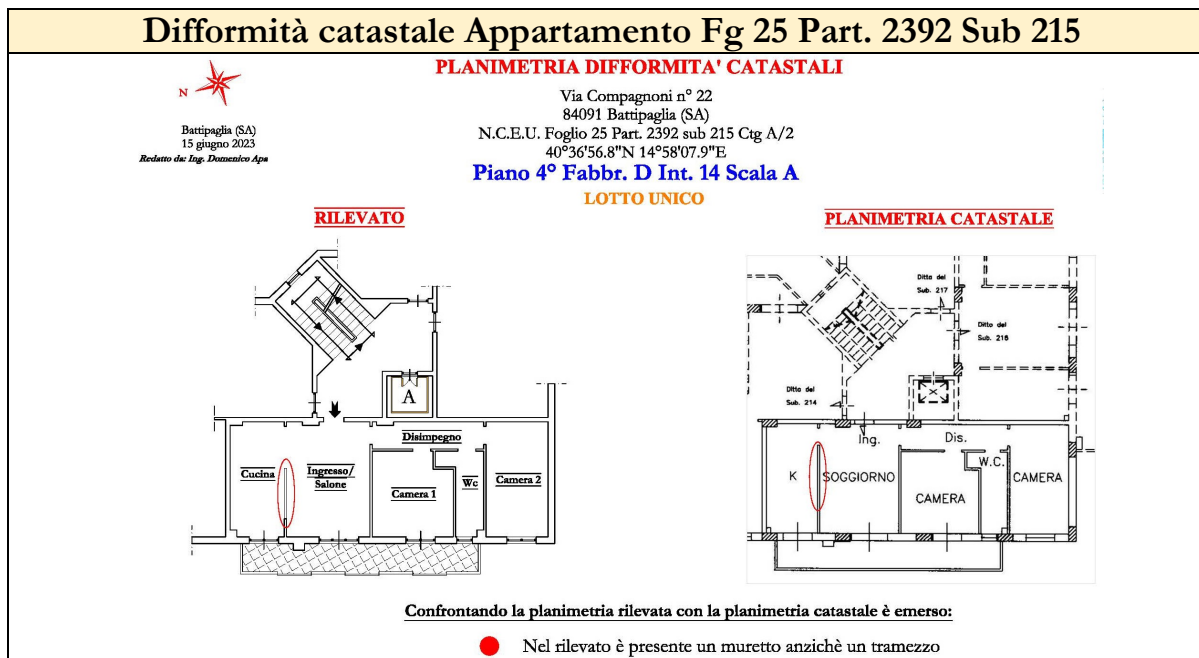 Difformità catastale Appartamento Fg 25 Part. 2392 Sub 215
PLANIMETRIA DIFFORMITA' CATASTALI
N
Battipaglia (SA)
15 giugno 2023
Redatto da: Ing. Domenico Apa
Via Compagnoni n° 22
84091 Battipaglia (SA)
N.C.E.U. Foglio 25 Part. 2392 sub 215 Ctg A/2
40°36'56.8"N 14°58'07.9"E
Piano 4° Fabbr. D Int. 14 Scala A
LOTTO UNICO
RILEVATO
A
Disimpegno
Cucina
Ingresso/
Salone
Camera 1
Wc
Camera 2
PLANIMETRIA CATASTALE
Ditta del
Sub. 217
Ditta del
Sub. 216
Ditta del
Sub. 214
Ing.
Dis.
W.C.
K
SOGGIORNO
CAMERA
CAMERA
Confrontando la planimetria rilevata con la planimetria catastale è emerso:
Nel rilevato è presente un muretto anzichè un tramezzo